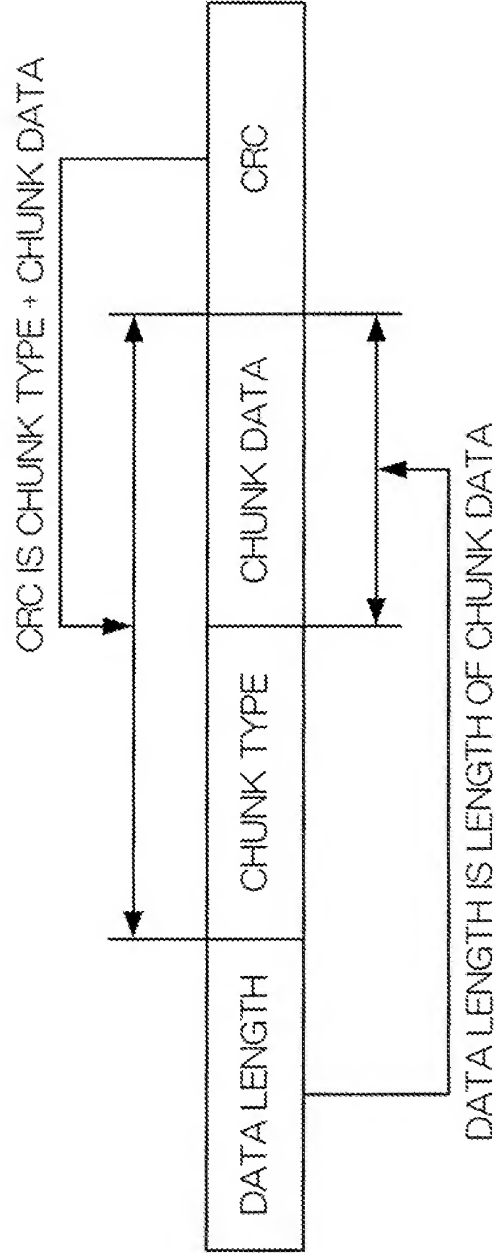 CRC IS CHUNK TYPE + CHUNK DATA
DATA LENGTH
CHUNK TYPE
CHUNK DATA
CRC
DATA LENGTH IS LENGTH OF CHUNK DATA